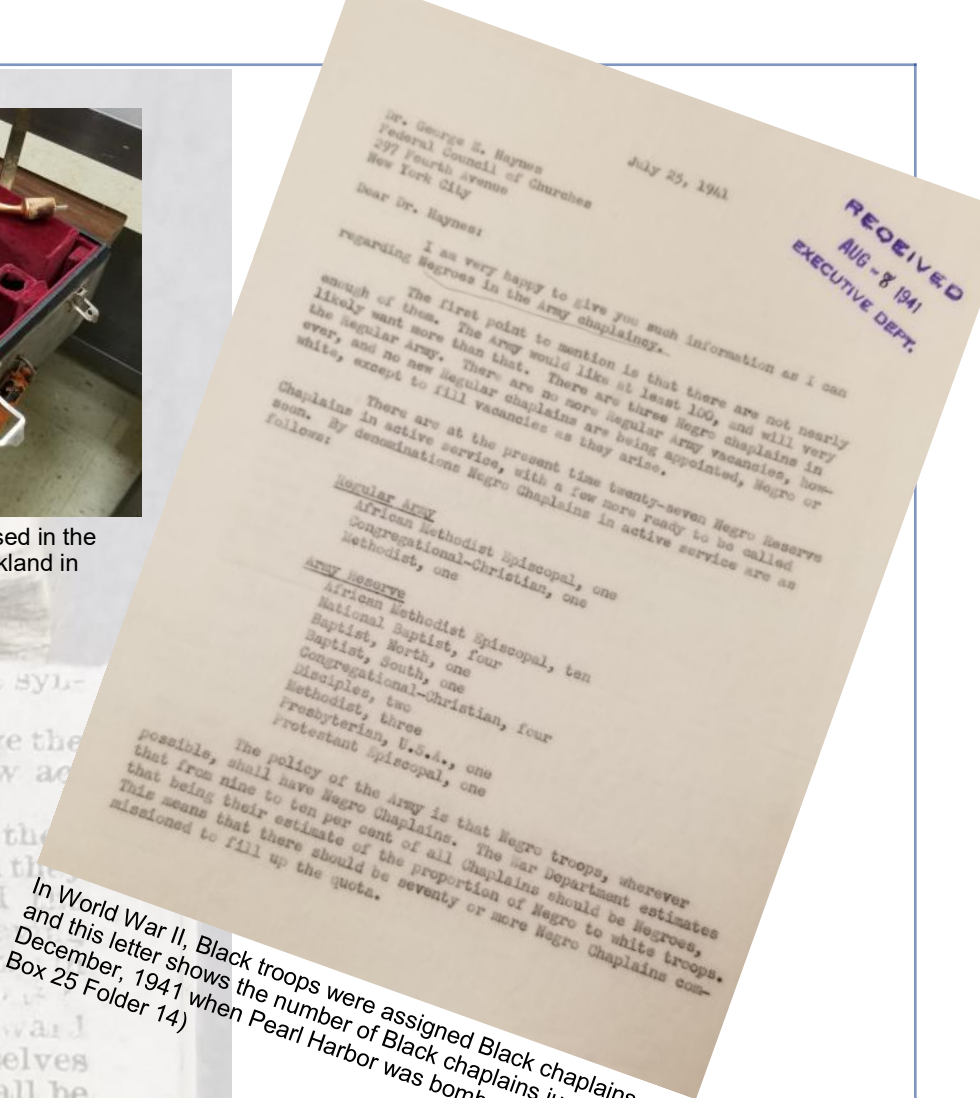 July 25, 1941
Dr. George E. Haynes
Federal Council of Churches
297 Fourth Avenue
New York City
RECEIVED
AUG - 8 1941
EXECUTIVE DEPT.
Dear Dr. Haynes:
I am very happy to give you such information as I can
regarding Negroes in the Army chaplaincy.
The first point to mention is that there are not nearly
enough of them. The Army would like at least 100, and will very
likely want more than that. There are three Negro chaplains in
the Regular Army. There are no more Regular Army vacancies, how-
ever, and no new Regular chaplains are being appointed, Negro or
white, except to fill vacancies as they arise.
There are at the present time twenty-seven Negro Reserve
Chaplains in active service, with a few more ready to be called
soon. By denominations Negro Chaplains in active service are as
follows:
Regular Army
African Methodist Episcopal, one
Congregational-Christian, one
Methodist, one
Army Reserve
African Methodist Episcopal, ten
National Baptist, four
Baptist, North, one
Baptist, South, one
Congregational-Christian, four
Disciples, two
Methodist, three
Presbyterian, U.S.A., one
Protestant Episcopal, one
The policy of the Army is that Negro troops, wherever
possible, shall have Negro Chaplains. The War Department estimates
that from nine to ten per cent of all Chaplains should be Negroes,
that being their estimate of the proportion of Negro to white troops.
This means that there should be seventy or more Negro Chaplains com-
missioned to fill up the quota.
sed in the
kland in
syl-
ve the
w
the
they
ward
selves
all be
In World War II, Black troops were assigned Black chaplains
and this letter shows the number of Black chaplains
December, 1941 when Pearl Harbor was bomb
Box 25 Folder 14)